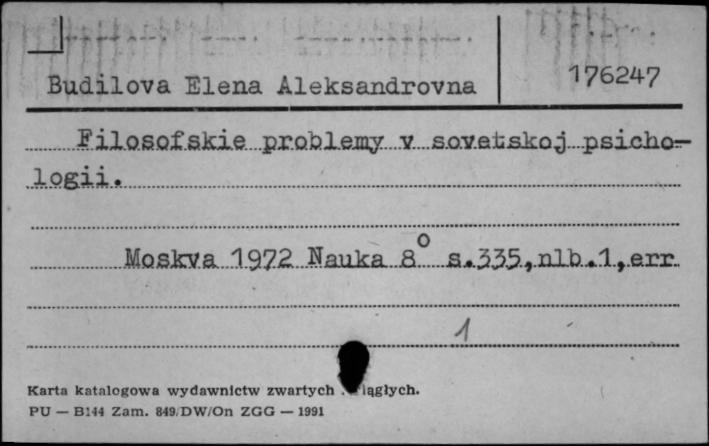 Budilova Elena Aleksandrovna 176247
Filosofskie problemy v sovetskoj psicho-
logii.
Moskva 1972 Nauka 8° s.335,nlb.1,err
1
Karta katalogowa wydawnictw zwartych
PU — B144 Zam. 849/DW/On ZGG — 1991